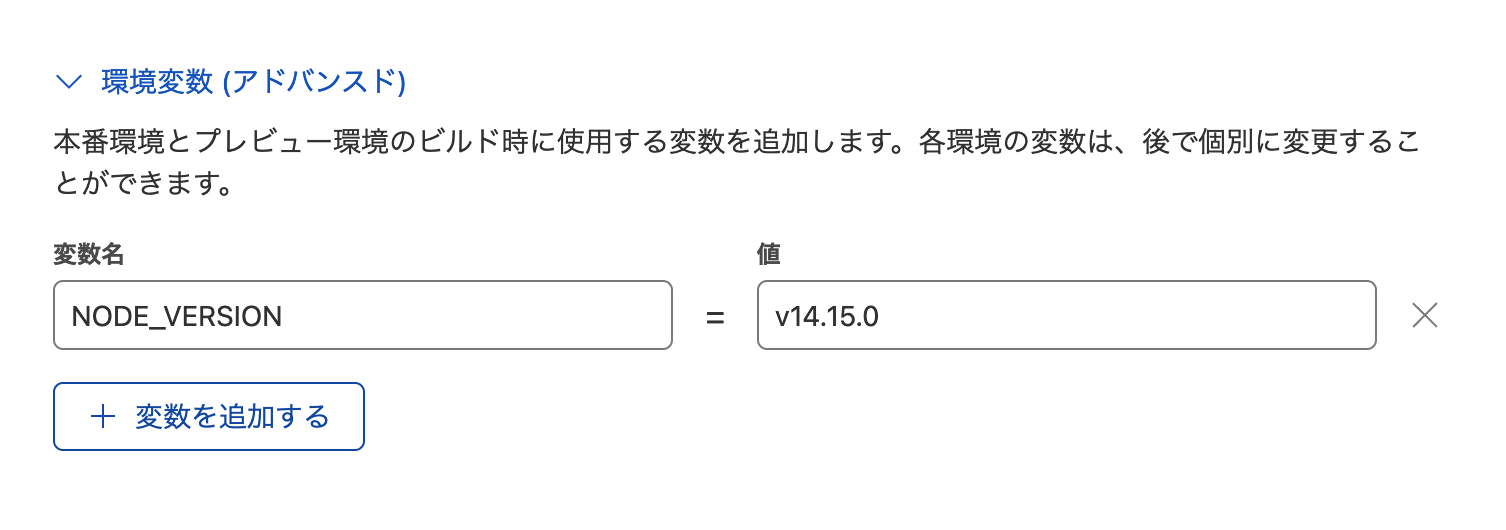 環境変数 (アドバンスド)
本番環境とプレビュー環境のビルド時に使用する変数を追加します。各環境の変数は、後で個別に変更するこ
とができます。
変数名 値
NODE_VERSION = v14.15.0
変数を追加する